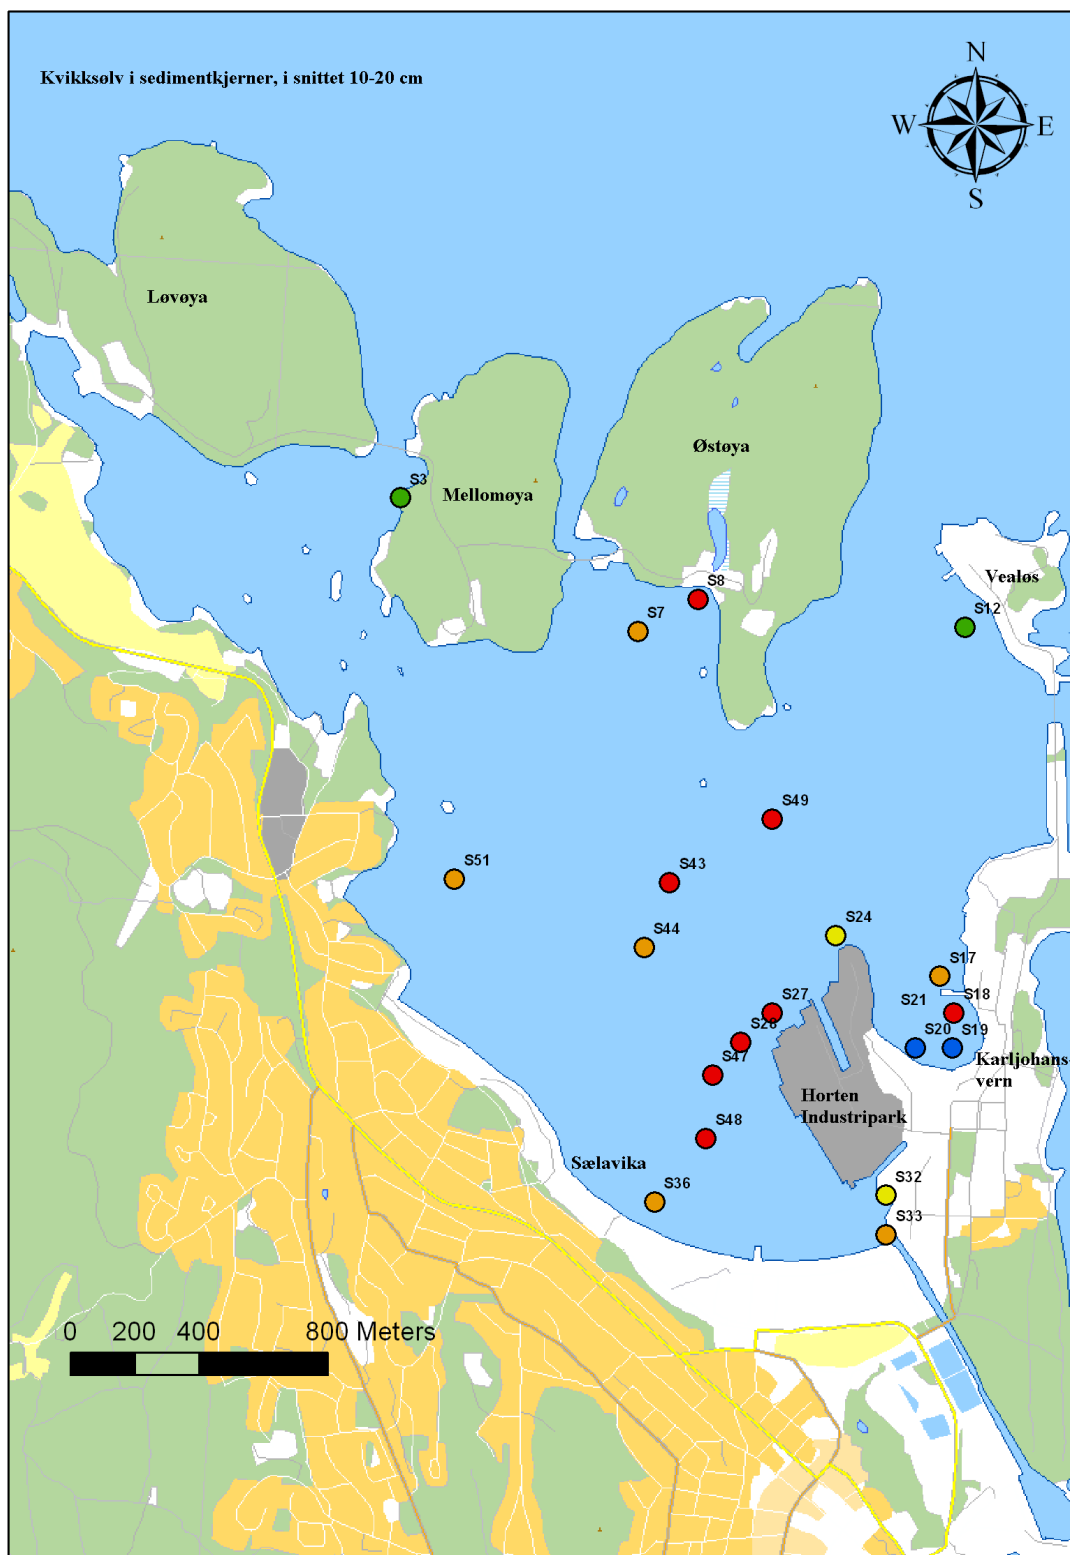 N
Kvikksølv i sedimentkjerner, i snittet 10-20 cm
W
E
S
Løvøya
Østøya
S3
Mellomøya
Vealøs
S8
S12
S7
S49
S51
S43
S24
S44
S17
S27
S21
S18
S28
S20
S19
S47
Karljohans-
vern
Horten
Industripark
S48
Sælavika
S36
S32
S33
0 200 400 800 Meters